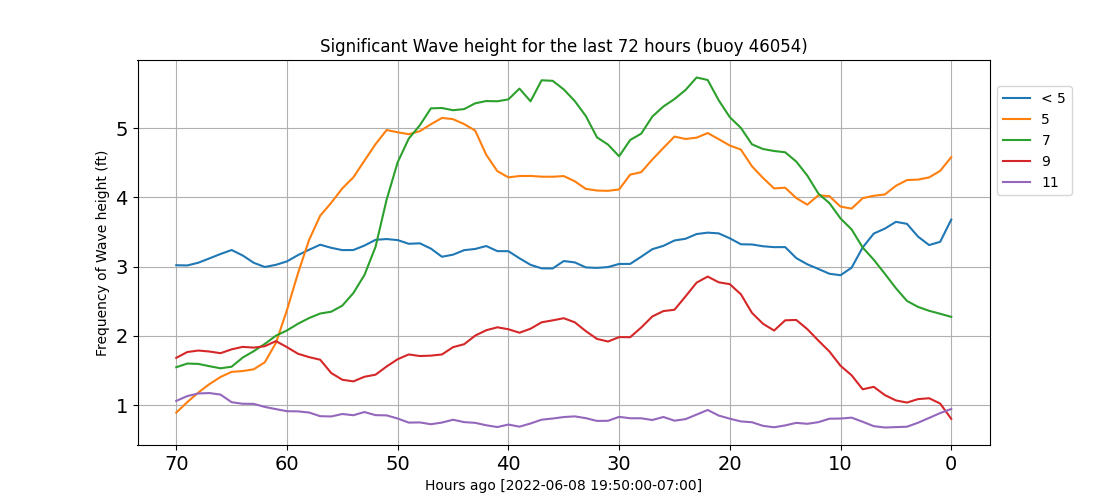 Significant Wave height for the last 72 hours (buoy 46054)
Frequency of Wave height (ft)
5
4
3
2
1
70 60 50 40 30 20 10 0
Hours ago [2022-06-08 19:50:00-07:00]
< 5
5
7
9
11